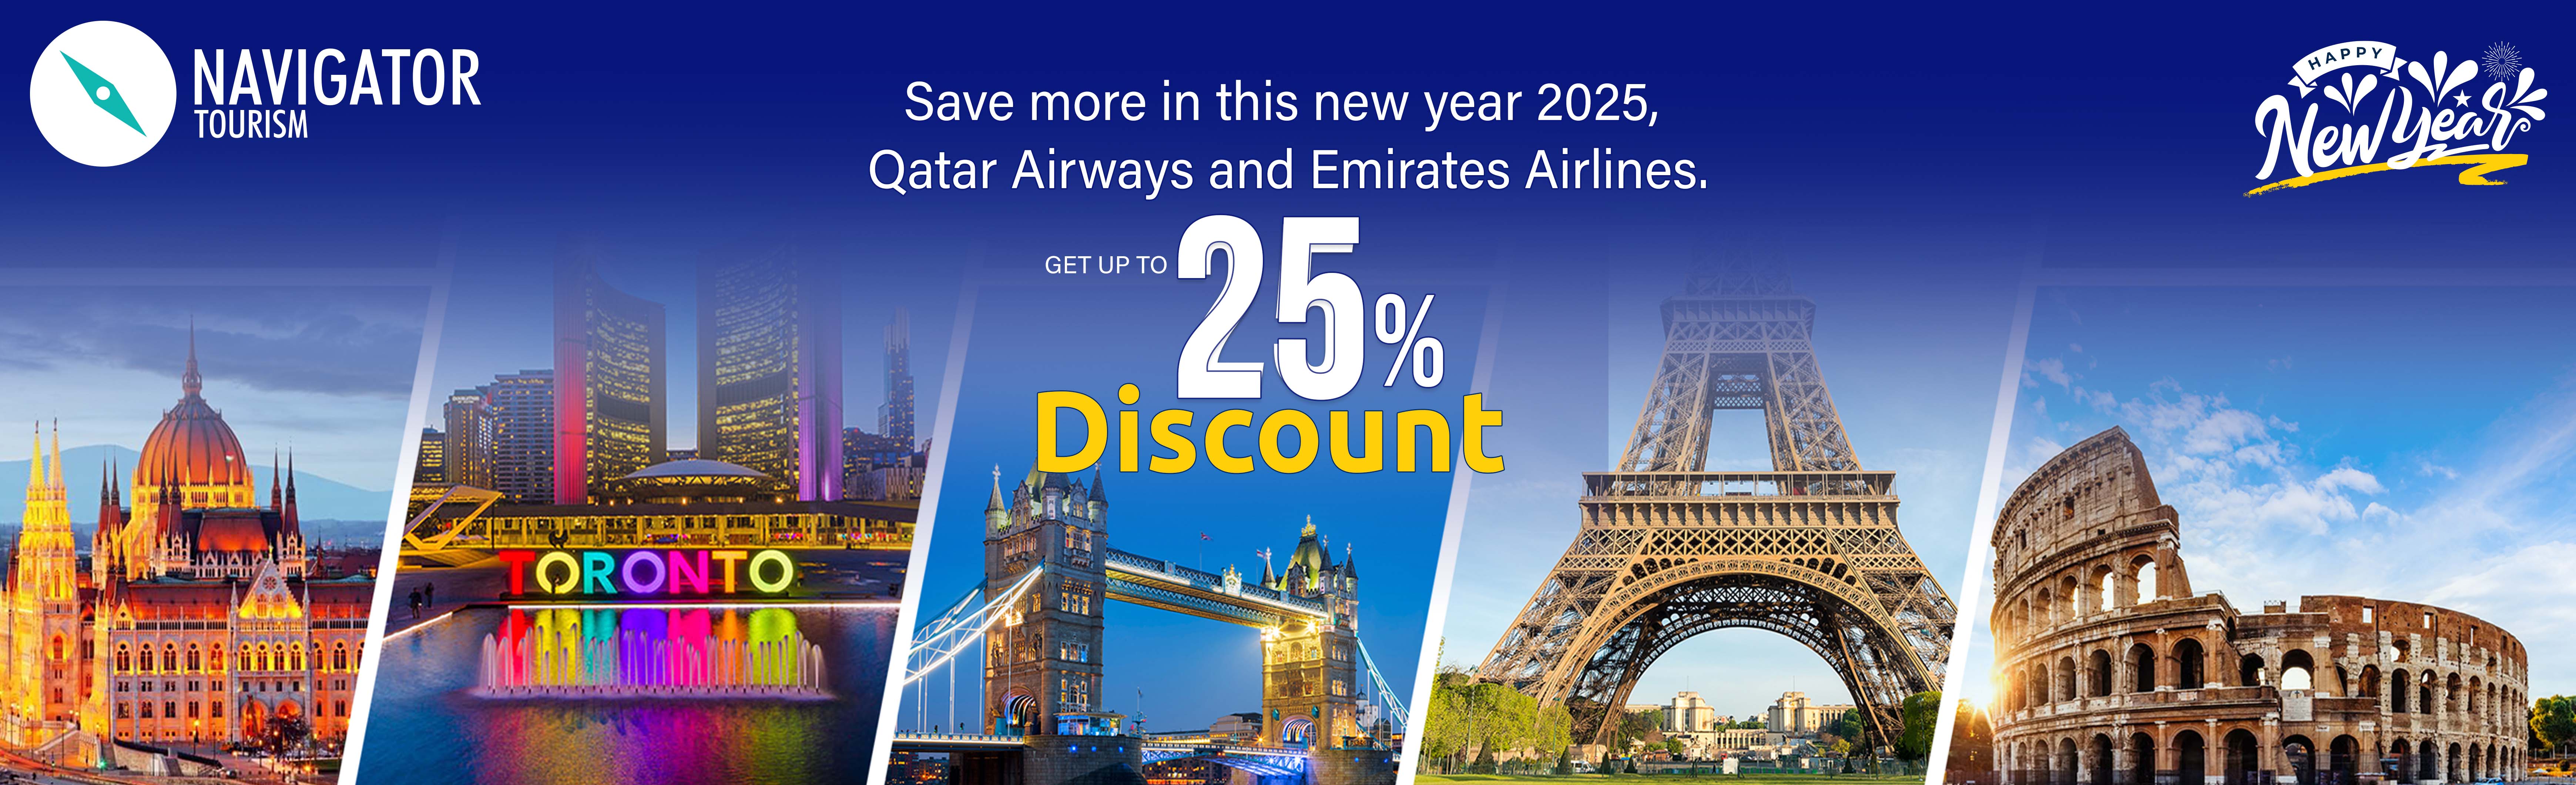 NAVIGATOR
TOURISM
Save more in this new year 2025,
Qatar Airways and Emirates Airlines.
GET UP TO 25%
Discount
HAPPY
New Year
TORONTO